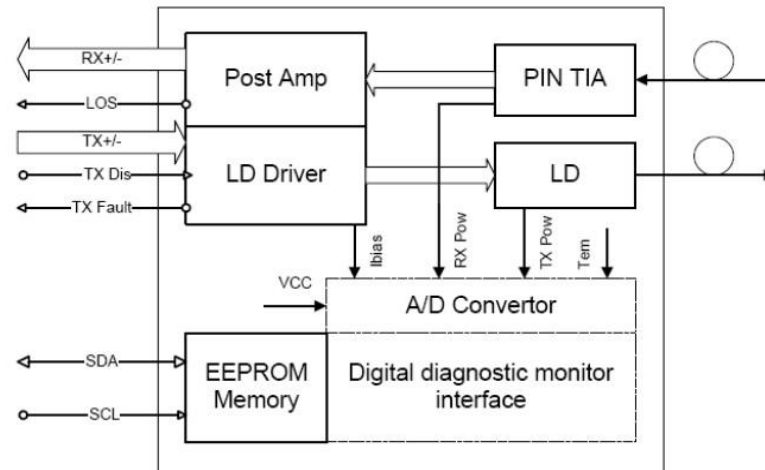 RX+/-
Post Amp
PIN TIA
LOS
TX+/-
TX Dis
LD Driver
LD
TX Fault
Ibias
RX Pow
TX Pow
Tem
VCC
A/D Convertor
SDA
EEPROM
Memory
Digital diagnostic monitor
interface
SCL